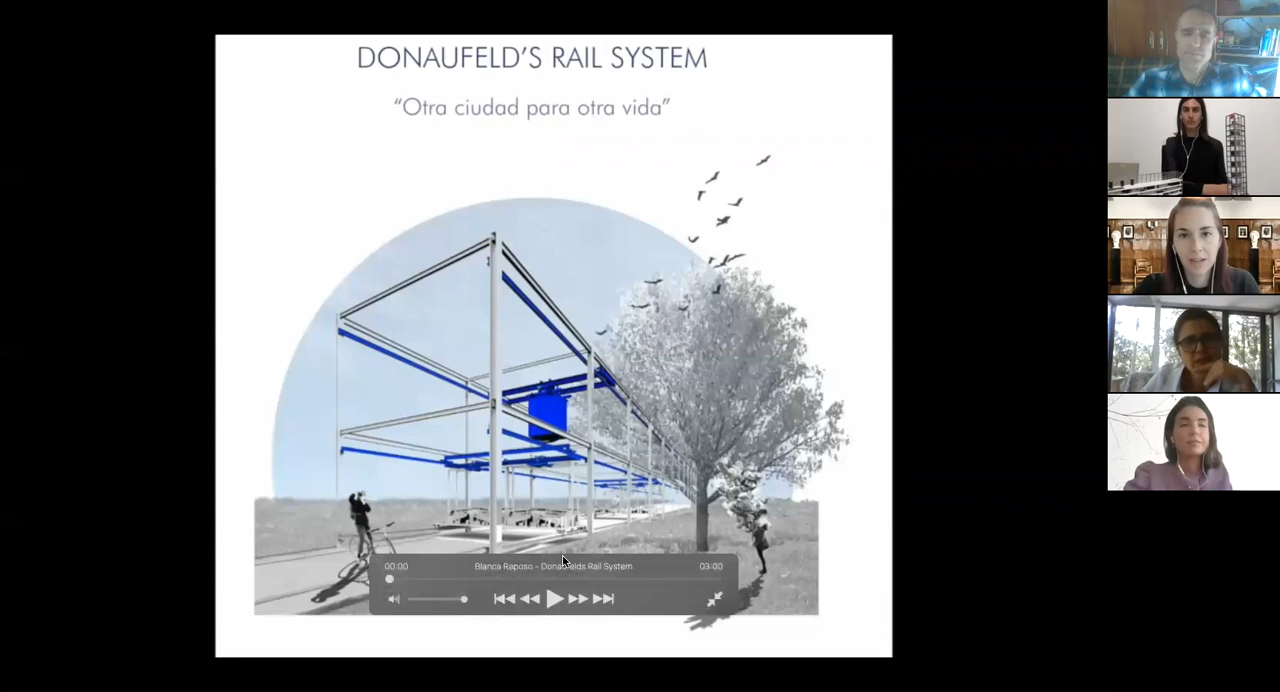 DONAUFELD'S RAIL SYSTEM
“Otra ciudad para otra vida”
00:00 Blanca Raposo - Donaufelds Rail System 03:00